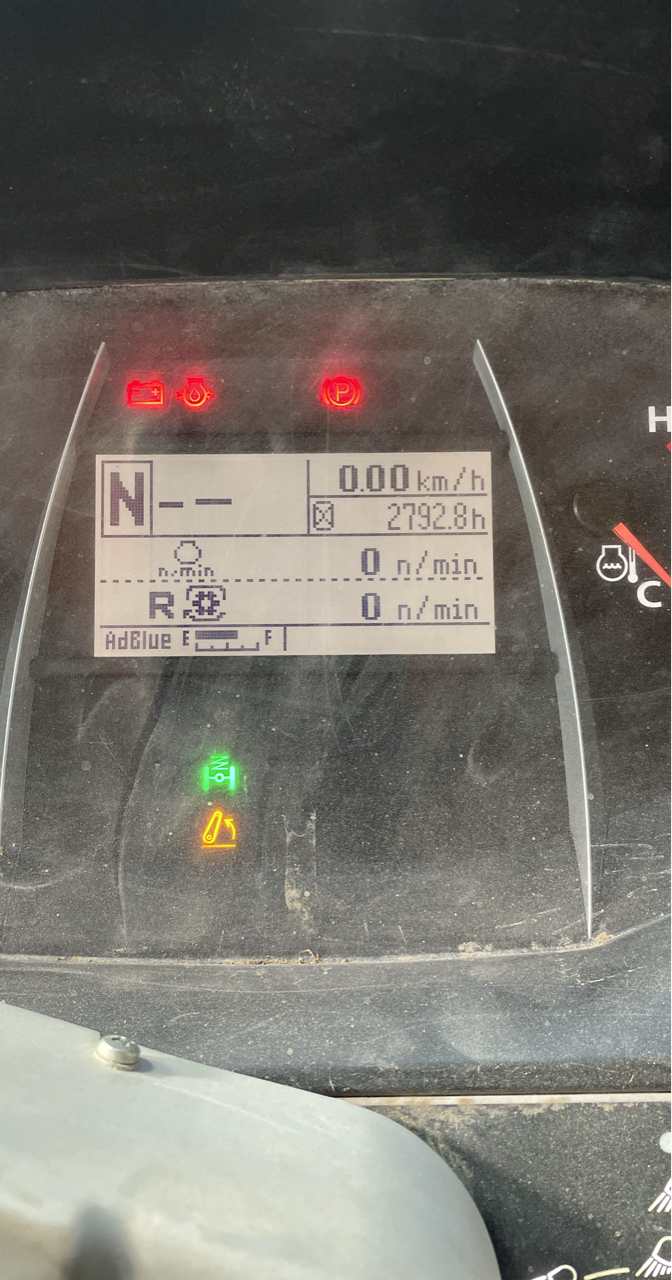 P
H
N -- 0.00 km/h
2792.8h
n/min 0 n/min
C
R 0 n/min
AdBlue E F